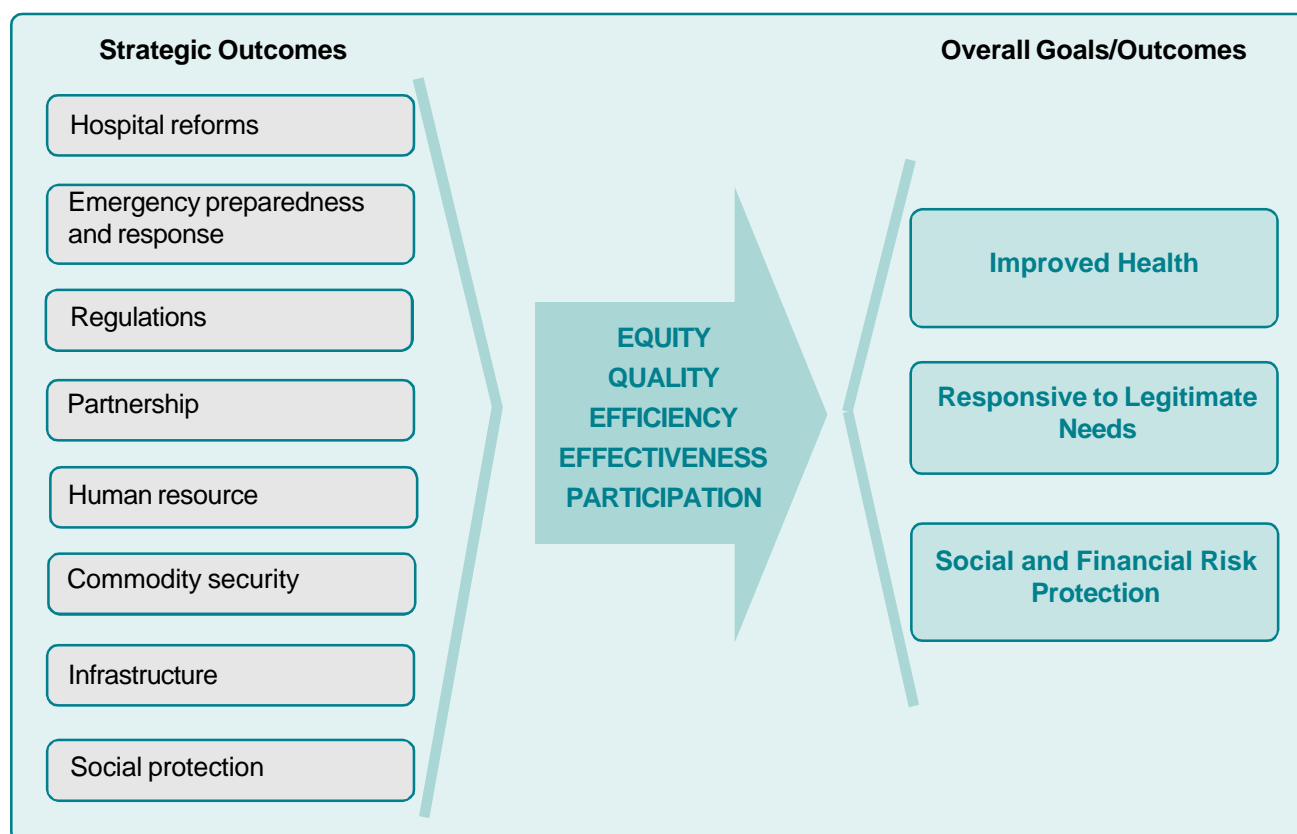 Strategic Outcomes
Hospital reforms
Emergency preparedness
and response
Regulations
Partnership
Human resource
Commodity security
Infrastructure
Social protection
EQUITY
QUALITY
EFFICIENCY
EFFECTIVENESS
PARTICIPATION
Overall Goals/Outcomes
Improved Health
Responsive to Legitimate
Needs
Social and Financial Risk
Protection